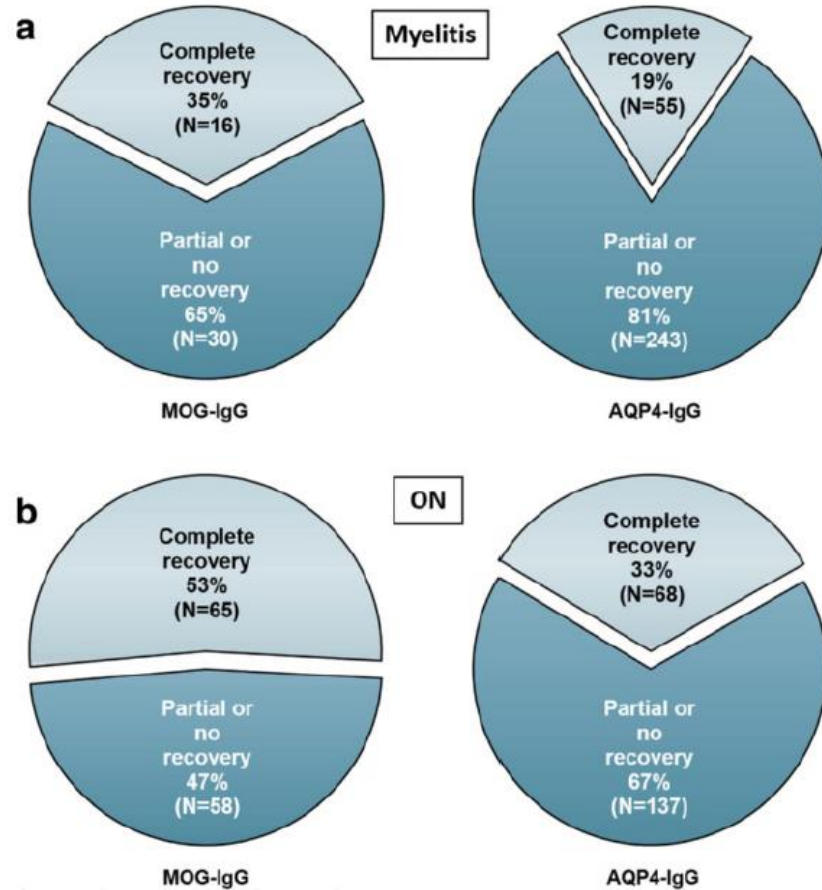 a
Myelitis
Complete
recovery
35%
(N=16)
Partial or
no
recovery
65%
(N=30)
MOG-IgG
Complete
recovery
19%
(N=55)
Partial or
no
recovery
81%
(N=243)
AQP4-IgG
b
ON
Complete
recovery
53%
(N=65)
Partial or
no
recovery
47%
(N=58)
MOG-IgG
Complete
recovery
33%
(N=68)
Partial or
no
recovery
67%
(N=137)
AQP4-IgG